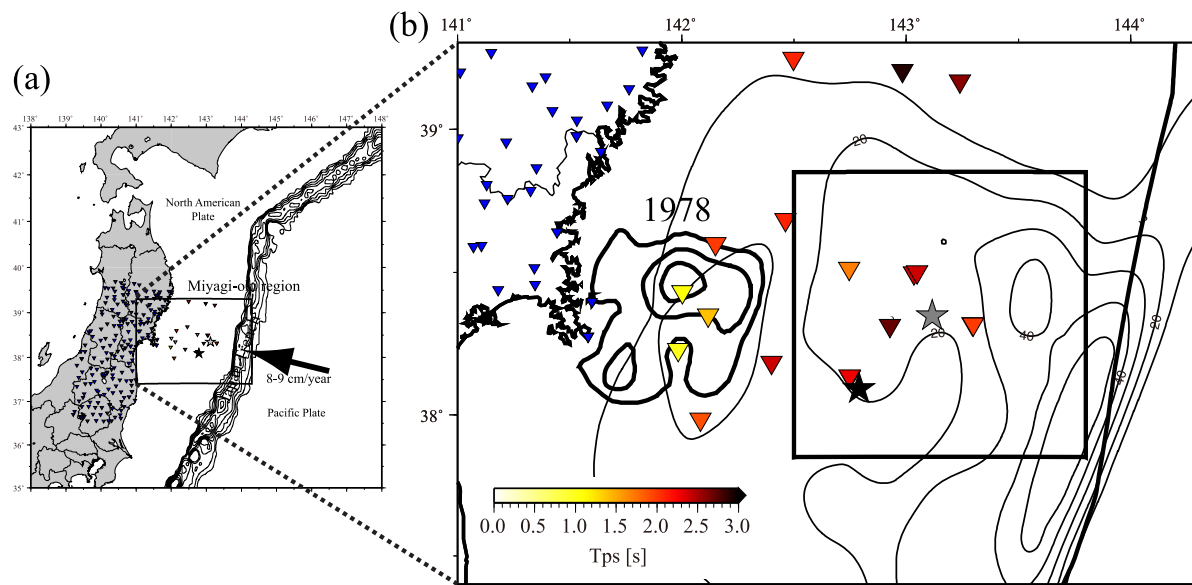 (a)
138° 139° 140° 141° 142° 143° 144° 145° 146° 147° 148°
43°
42°
41°
40°
39°
38°
37°
36°
35°
North American
Plate
Miyagi-oki region
8-9 cm/year
Pacific Plate
(b)
141° 142° 143° 144°
39°
38°
1978
20
20
40
20
40
0.0 0.5 1.0 1.5 2.0 2.5 3.0
Tps [s]